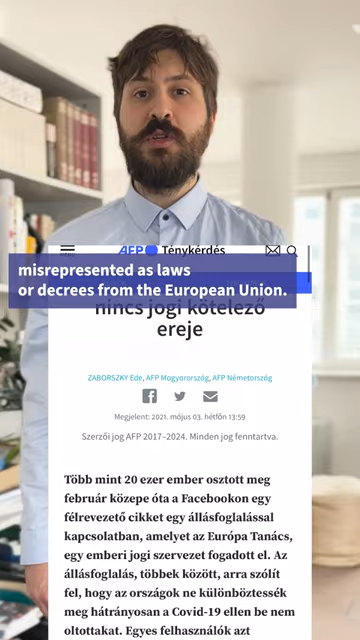 MENU
AFP Ténykérdés
misrepresented as laws
or decrees from the European Union.
nincs jogi kötelező
ereje
ZABORSZKY Ede, AFP Magyarország, AFP Németország
Megjelent: 2021. május 03. hétfőn 13:59
Szerzői jog AFP 2017–2024. Minden jog fenntartva.
Több mint 20 ezer ember osztott meg
február közepe óta a Facebookon egy
félrevezető cikket egy állásfoglalással
kapcsolatban, amelyet az Európa Tanács,
egy emberi jogi szervezet fogadott el. Az
állásfoglalás, többek között, arra szólít
fel, hogy az országok ne különböztessék
meg hátrányosan a Covid-19 ellen be nem
oltottakat. Egyes felhasználók azt